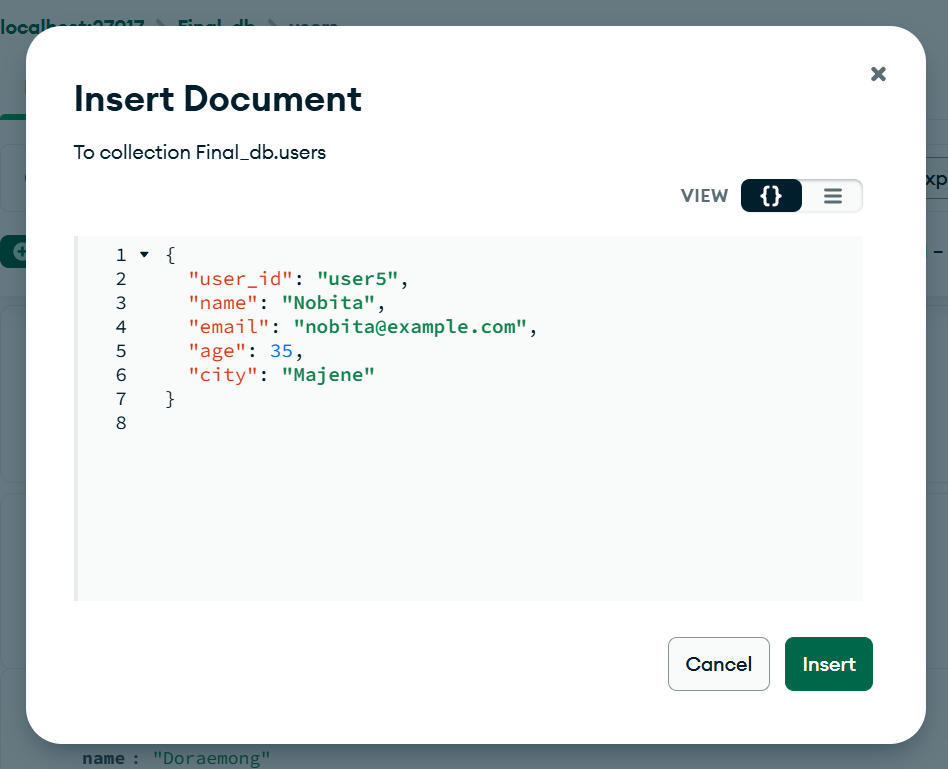 localhost:27017 > Final_db > users
Insert Document
To collection Final_db.users
VIEW {}
1 {
2 "user_id": "user5",
3 "name": "Nobita",
4 "email": "nobita@example.com",
5 "age": 35,
6 "city": "Majene"
7 }
8
Cancel Insert
name : "Doraemong"